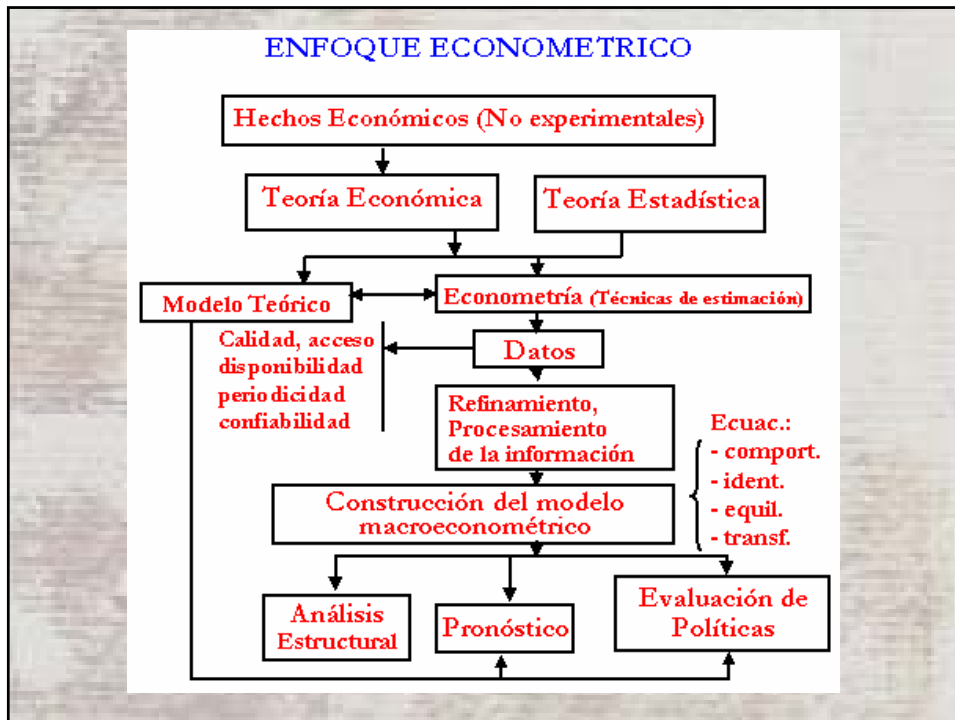 ENFOQUE ECONOMETRICO
Hechos Económicos (No experimentales)
Teoría Económica
Teoría Estadística
Modelo Teórico
Econometría (Técnicas de estimación)
Calidad, acceso
disponibilidad
periodicidad
confiabilidad
Datos
Refinamiento,
Procesamiento
de la información
Ecuac.:
- comport.
- ident.
- equil.
- transf.
Construcción del modelo
macroeconométrico
Análisis
Estructural
Pronóstico
Evaluación de
Políticas